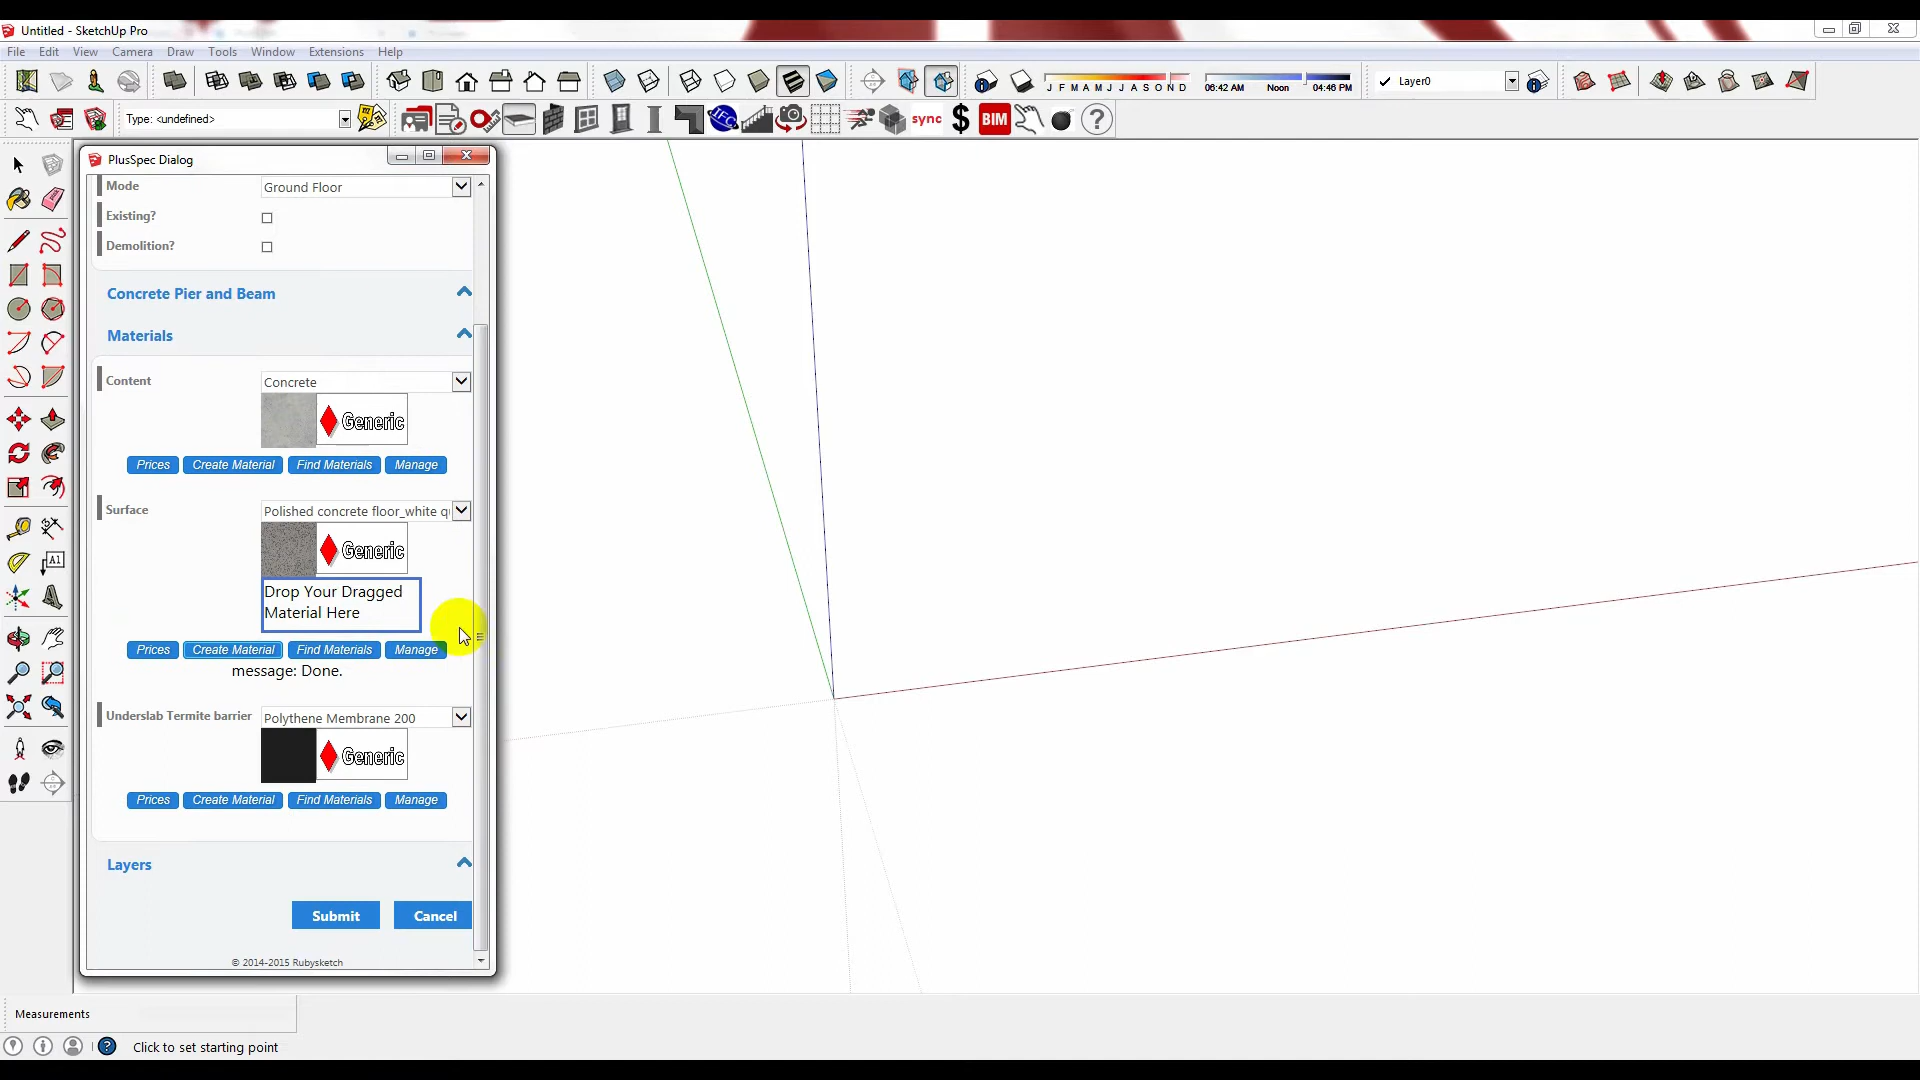 Untitled - SketchUp Pro
File Edit View Camera Draw Tools Window Extensions Help
J F M A M J J A S O N D
06:42 AM Noon 04:46 PM
Layer0
Type: <undefined>
IFC
sync
$
BIM
?
PlusSpec Dialog
Mode Ground Floor
Existing?
Demolition?
Concrete Pier and Beam
Materials
Content Concrete
Generic
Prices Create Material Find Materials Manage
Surface Polished concrete floor_white q
Generic
Drop Your Dragged
Material Here
Prices Create Material Find Materials Manage
message: Done.
Underslab Termite barrier Polythene Membrane 200
Generic
Prices Create Material Find Materials Manage
Layers
Submit Cancel
© 2014-2015 Rubysketch
A1
Measurements
Click to set starting point